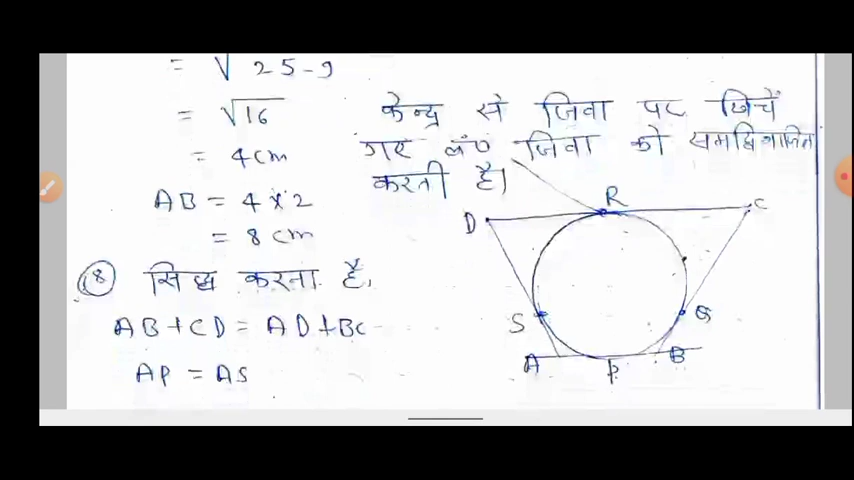 = √25-9
= √16
= 4cm
AB = 4×2
= 8 cm
केन्द्र से जिवा पर खिचें
गए लंप जिवा को समद्विभाजित
करती है।
(18) सिद्ध करना है,
AB+CD = AD+BC
AP = AS
R
D
C
S
Q
A
P
B